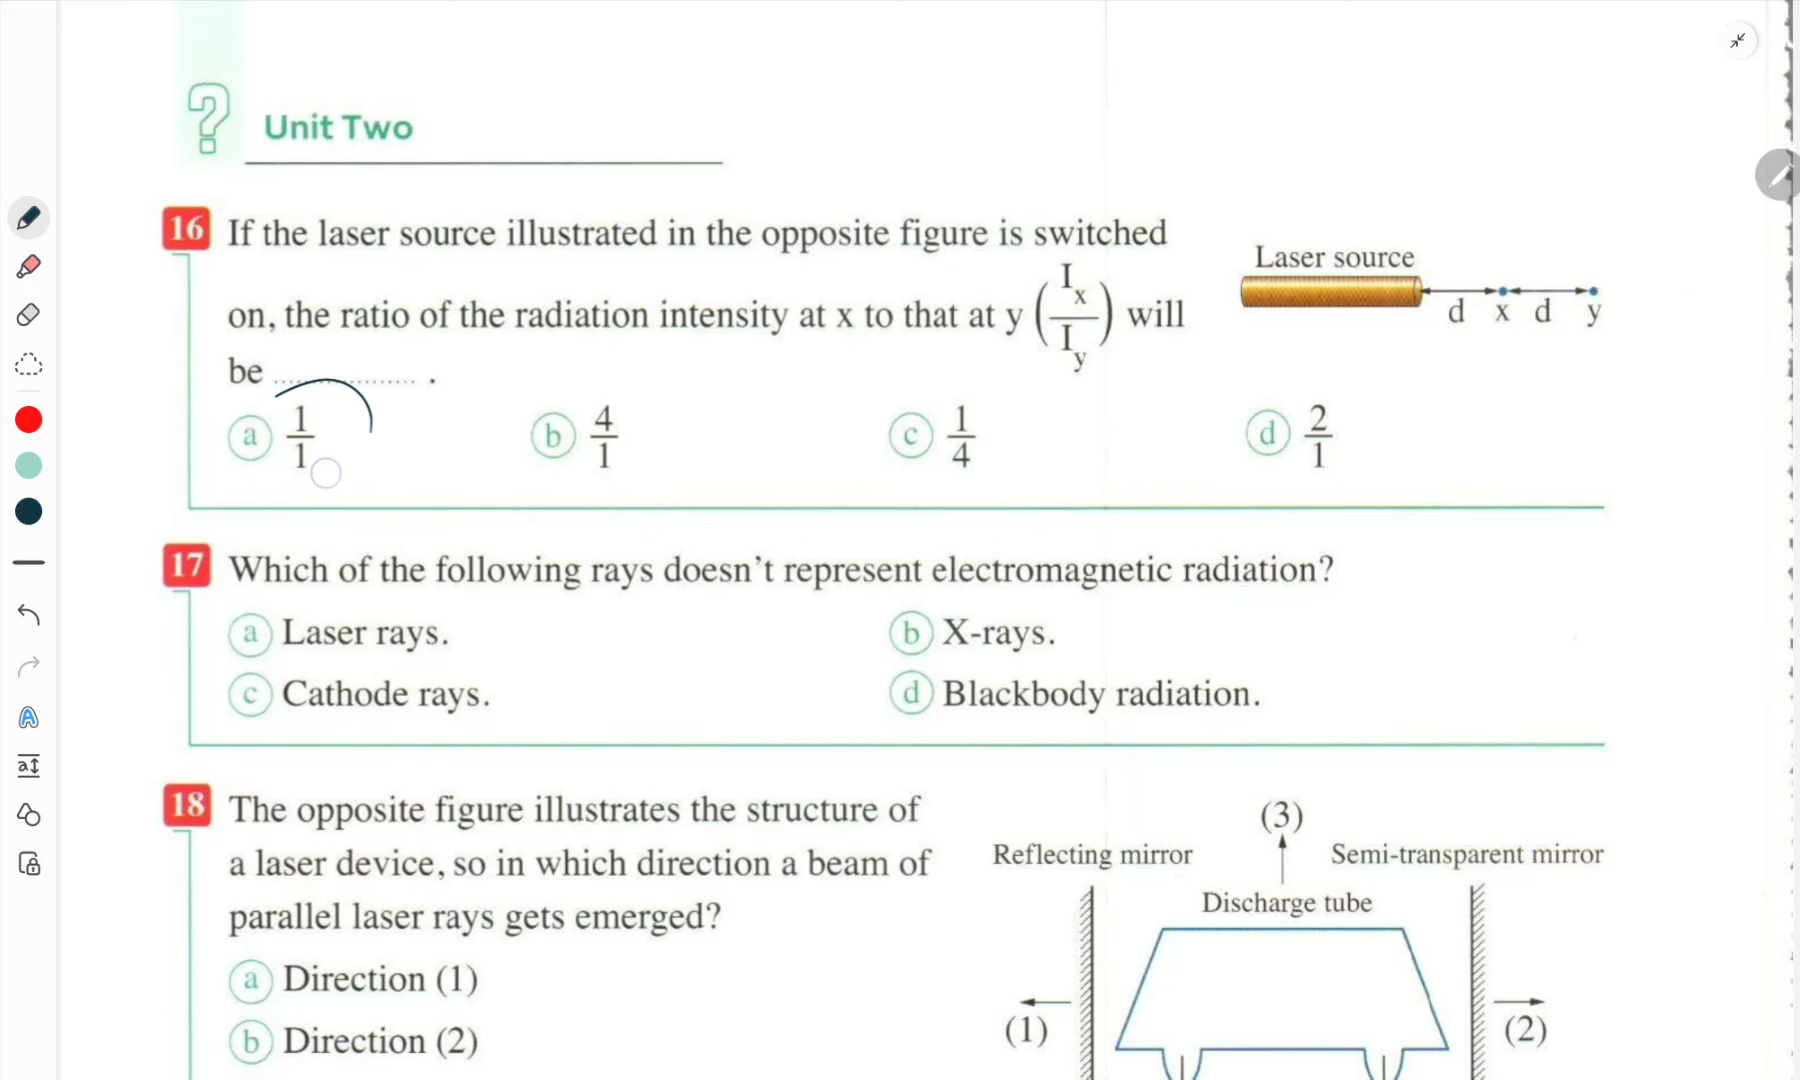 Unit Two
16 If the laser source illustrated in the opposite figure is switched
on, the ratio of the radiation intensity at x to that at y (Ix/Iy) will
be .................... .
a 1/1 b 4/1 c 1/4 d 2/1
Laser source
d x d y
17 Which of the following rays doesn't represent electromagnetic radiation?
a Laser rays. b X-rays.
c Cathode rays. d Blackbody radiation.
18 The opposite figure illustrates the structure of
a laser device, so in which direction a beam of
parallel laser rays gets emerged?
a Direction (1)
b Direction (2)
(3)
Reflecting mirror Semi-transparent mirror
Discharge tube
(1) (2)